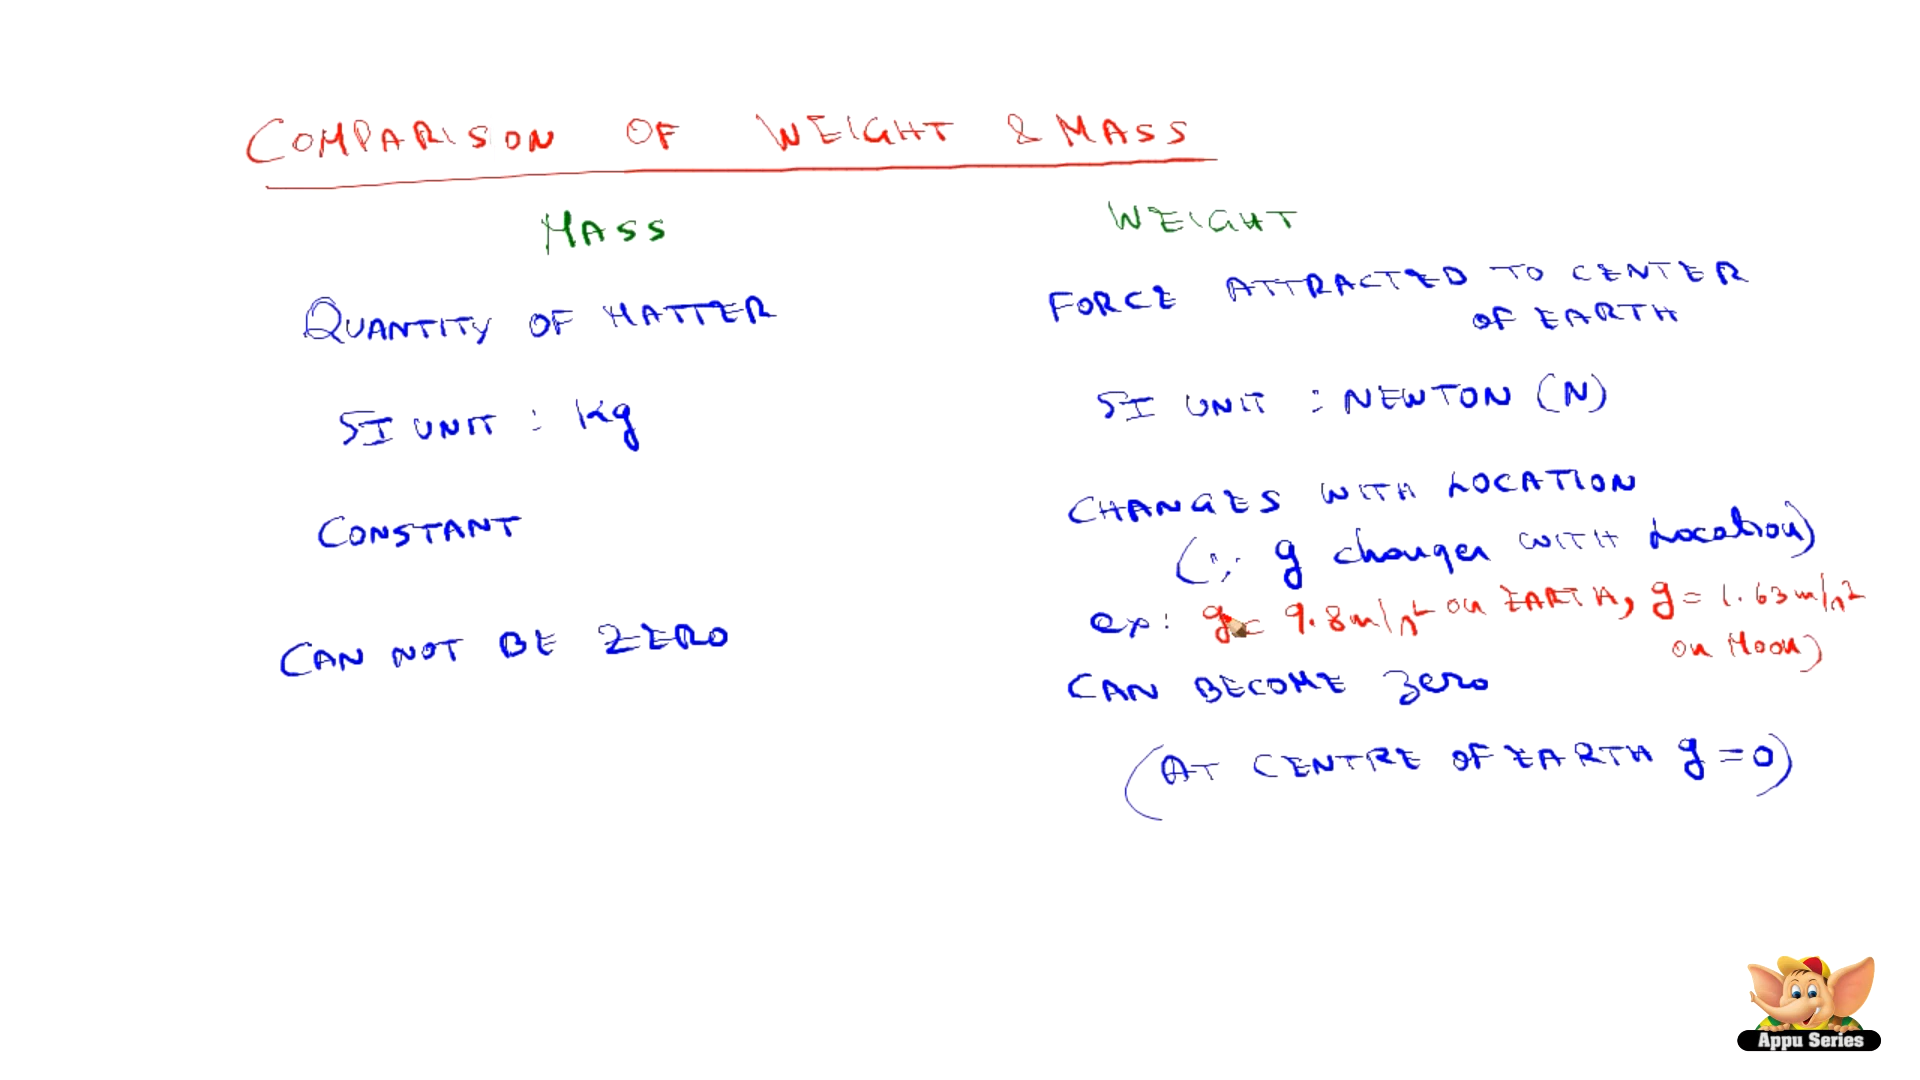 COMPARISON OF WEIGHT & MASS
MASS
QUANTITY OF MATTER
SI UNIT : kg
CONSTANT
CAN NOT BE ZERO
WEIGHT
FORCE ATTRACTED TO CENTER
OF EARTH
SI UNIT : NEWTON (N)
CHANGES WITH LOCATION
(∵ g changes WITH Location)
ex: g = 9.8m/s² on EARTH, g = 1.63m/s²
on Moon)
CAN BECOME zero
(AT CENTRE OF EARTH g = 0)
Appu Series